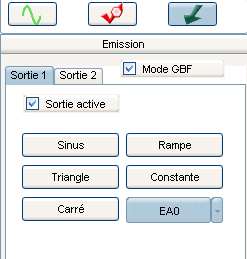 Emission
Sortie 1 Sortie 2 Mode GBF
Sortie active
Sinus Rampe
Triangle Constante
Carré EA0